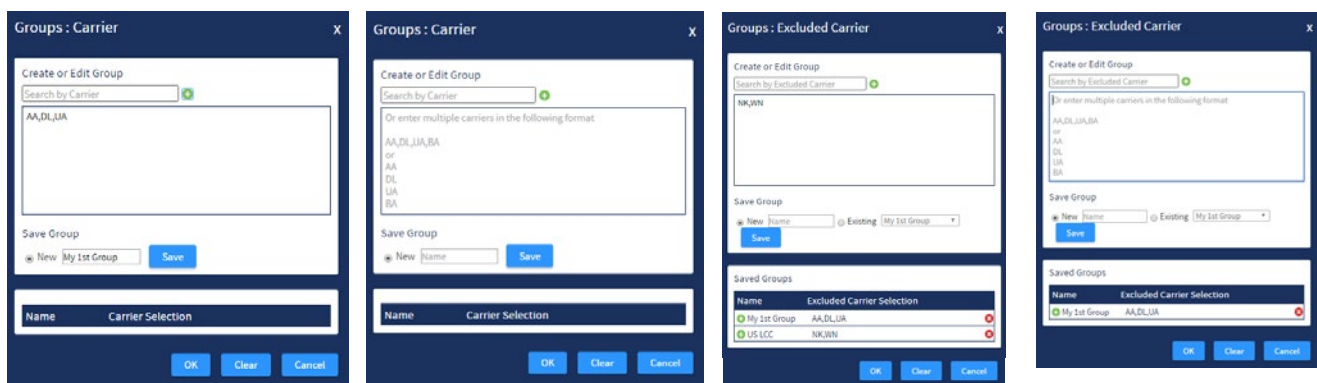 Groups : Carrier X
Create or Edit Group
Search by Carrier
AA,DL,UA
Save Group
New My 1st Group Save
Name Carrier Selection
OK Clear Cancel
Groups : Carrier X
Create or Edit Group
Search by Carrier
Or enter multiple carriers in the following format
AA,DL,UA,BA
or
AA
DL
UA
BA
Save Group
New Name Save
Name Carrier Selection
OK Clear Cancel
Groups : Excluded Carrier X
Create or Edit Group
Search by Excluded Carrier
NK,WN
Save Group
New Name Existing My 1st Group
Save
Saved Groups
Name Excluded Carrier Selection
My 1st Group AA,DL,UA
US LCC NK,WN
OK Clear Cancel
Groups : Excluded Carrier X
Create or Edit Group
Search by Excluded Carrier
Or enter multiple carriers in the following format
AA,DL,UA,BA
or
AA
DL
UA
BA
Save Group
New Name Existing My 1st Group
Save
Saved Groups
Name Excluded Carrier Selection
My 1st Group AA,DL,UA
OK Clear Cancel